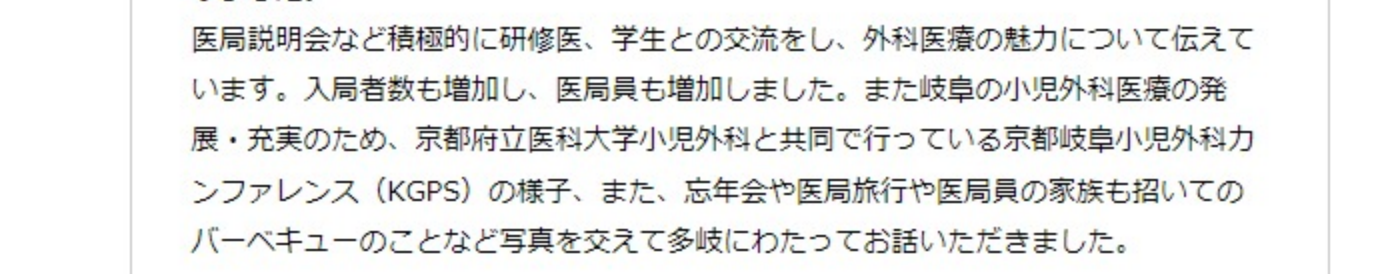 医局説明会など積極的に研修医、学生との交流をし、外科医療の魅力について伝えて
います。入局者数も増加し、医局員も増加しました。また岐阜の小児外科医療の発
展・充実のため、京都府立医科大学小児外科と共同で行っている京都岐阜小児外科カ
ンファレンス（KGPS）の様子、また、忘年会や医局旅行や医局員の家族も招いての
バーベキューのことなど写真を交えて多岐にわたってお話いただきました。